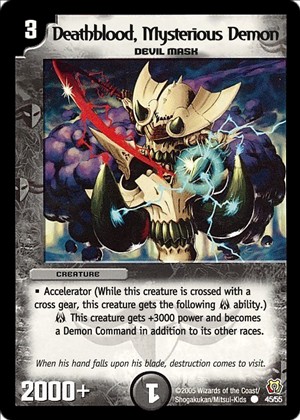 3 Deathblood, Mysterious Demon
DEVIL MASK
CREATURE
▪ Accelerator (While this creature is crossed with a
cross gear, this creature gets the following ability.)
This creature gets +3000 power and becomes
a Demon Command in addition to its other races.
When his hand falls upon his blade, destruction comes to visit.
2000+
1
©2005 Wizards of the Coast/
Shogakukan/Mitsui-Kids ● 45/55